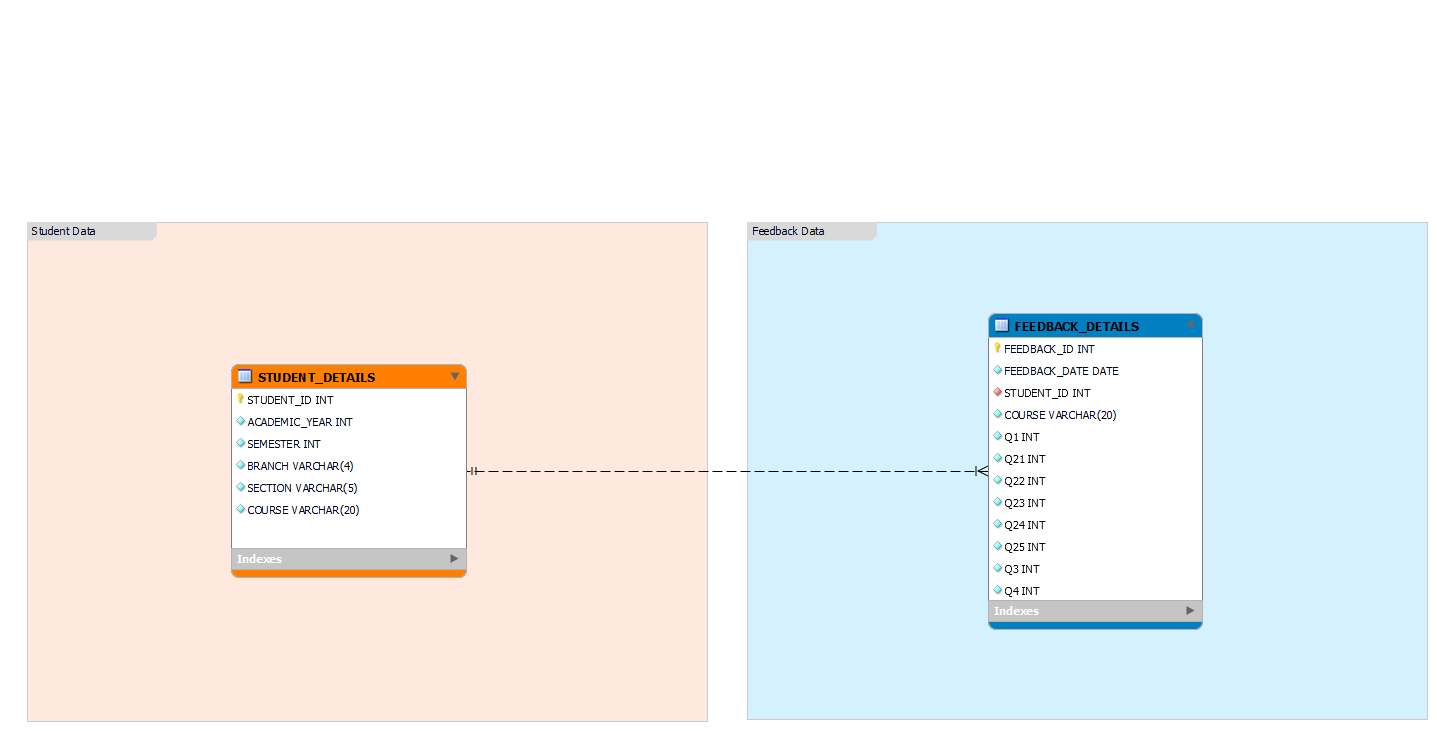 Student Data
STUDENT_DETAILS
STUDENT_ID INT
ACADEMIC_YEAR INT
SEMESTER INT
BRANCH VARCHAR(4)
SECTION VARCHAR(5)
COURSE VARCHAR(20)
Indexes
Feedback Data
FEEDBACK_DETAILS
FEEDBACK_ID INT
FEEDBACK_DATE DATE
STUDENT_ID INT
COURSE VARCHAR(20)
Q1 INT
Q21 INT
Q22 INT
Q23 INT
Q24 INT
Q25 INT
Q3 INT
Q4 INT
Indexes